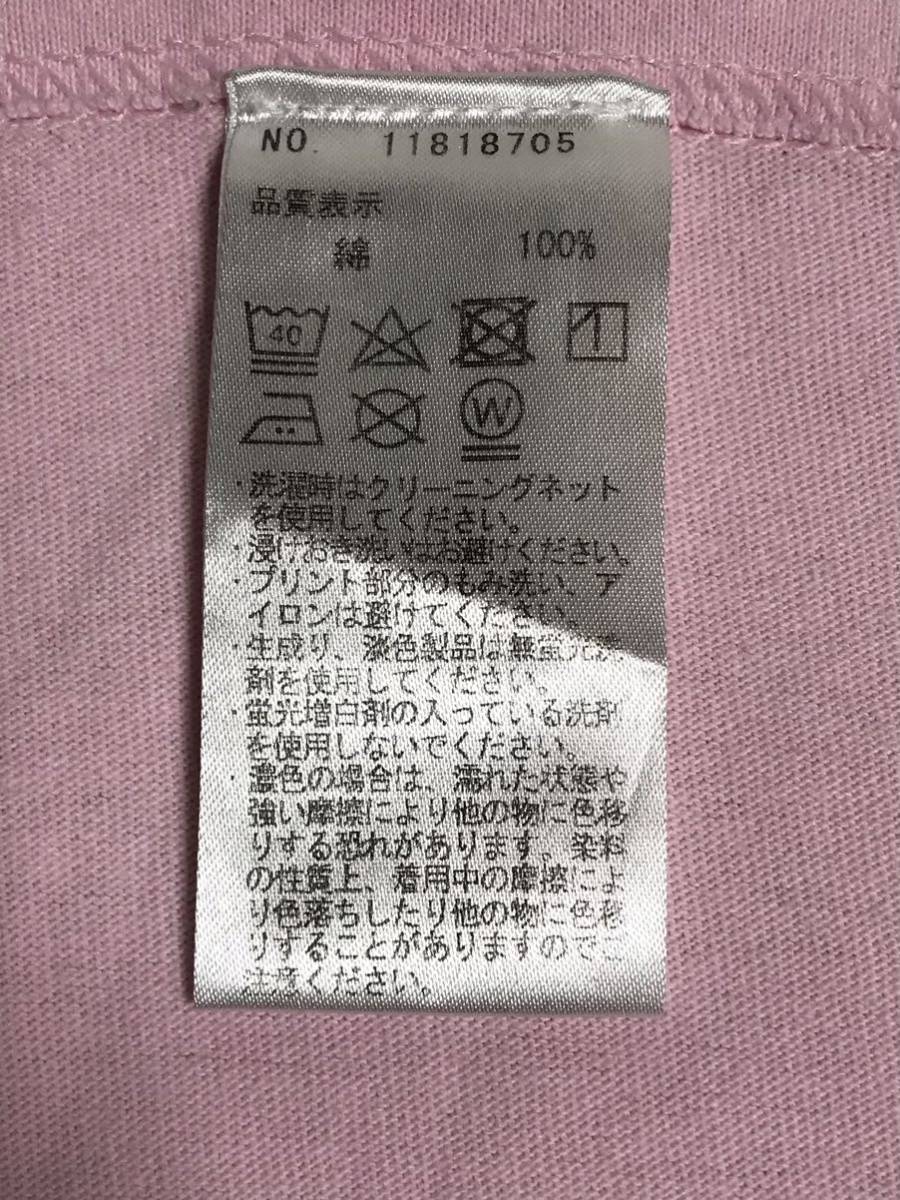 NO. 11818705
品質表示
綿 100%
40
W
・洗濯時はクリーニングネット
を使用してください。
・浸けおき洗いはお避けください。
・プリント部分のもみ洗い、ア
イロンは避けてください。
・生成り、淡色製品は無蛍光洗
剤を使用してください。
・蛍光増白剤の入っている洗剤
を使用しないでください。
・濃色の場合は、濡れた状態や
強い摩擦により他の物に色移
りする恐れがあります。染料
の性質上、着用中の摩擦によ
り色落ちしたり他の物に色移
りすることがありますのでご
注意ください。